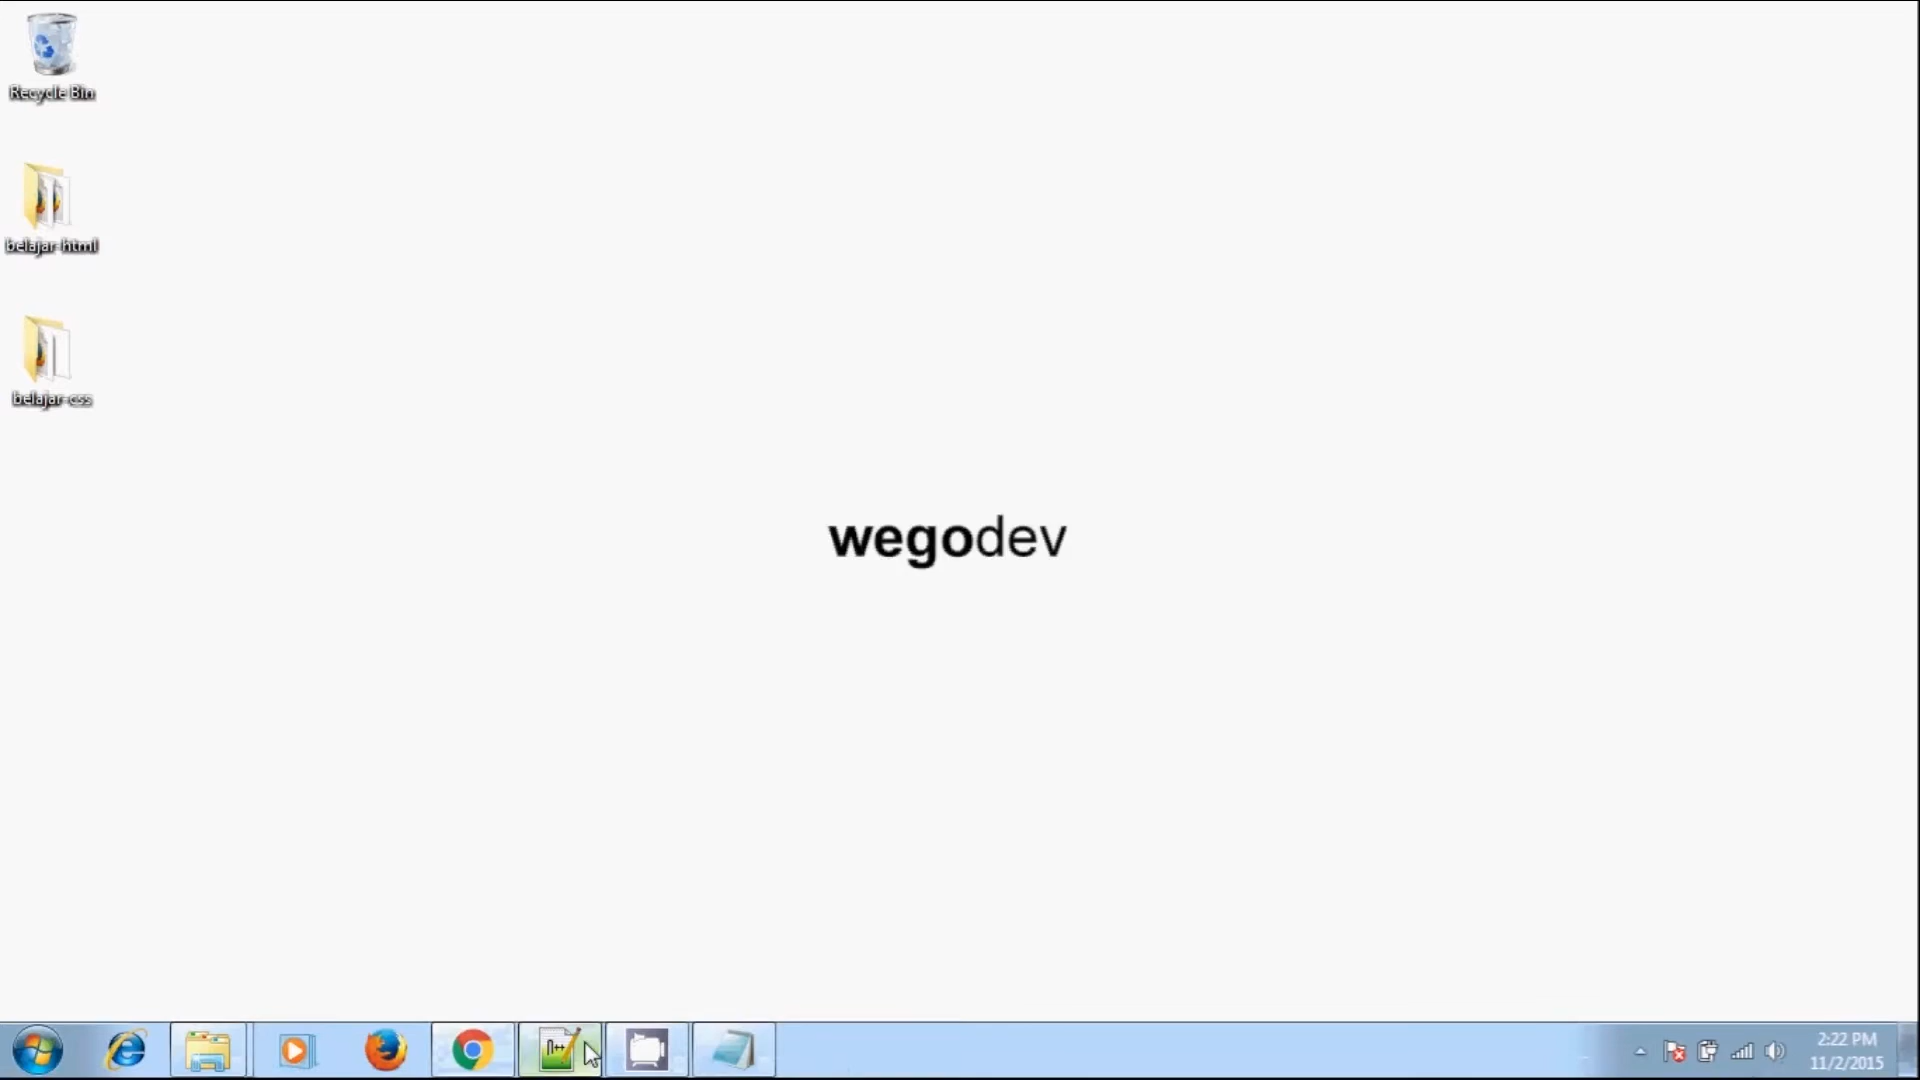 Recycle Bin
belajar-html
belajar-css
wegodev
n++
2:22 PM
11/2/2015